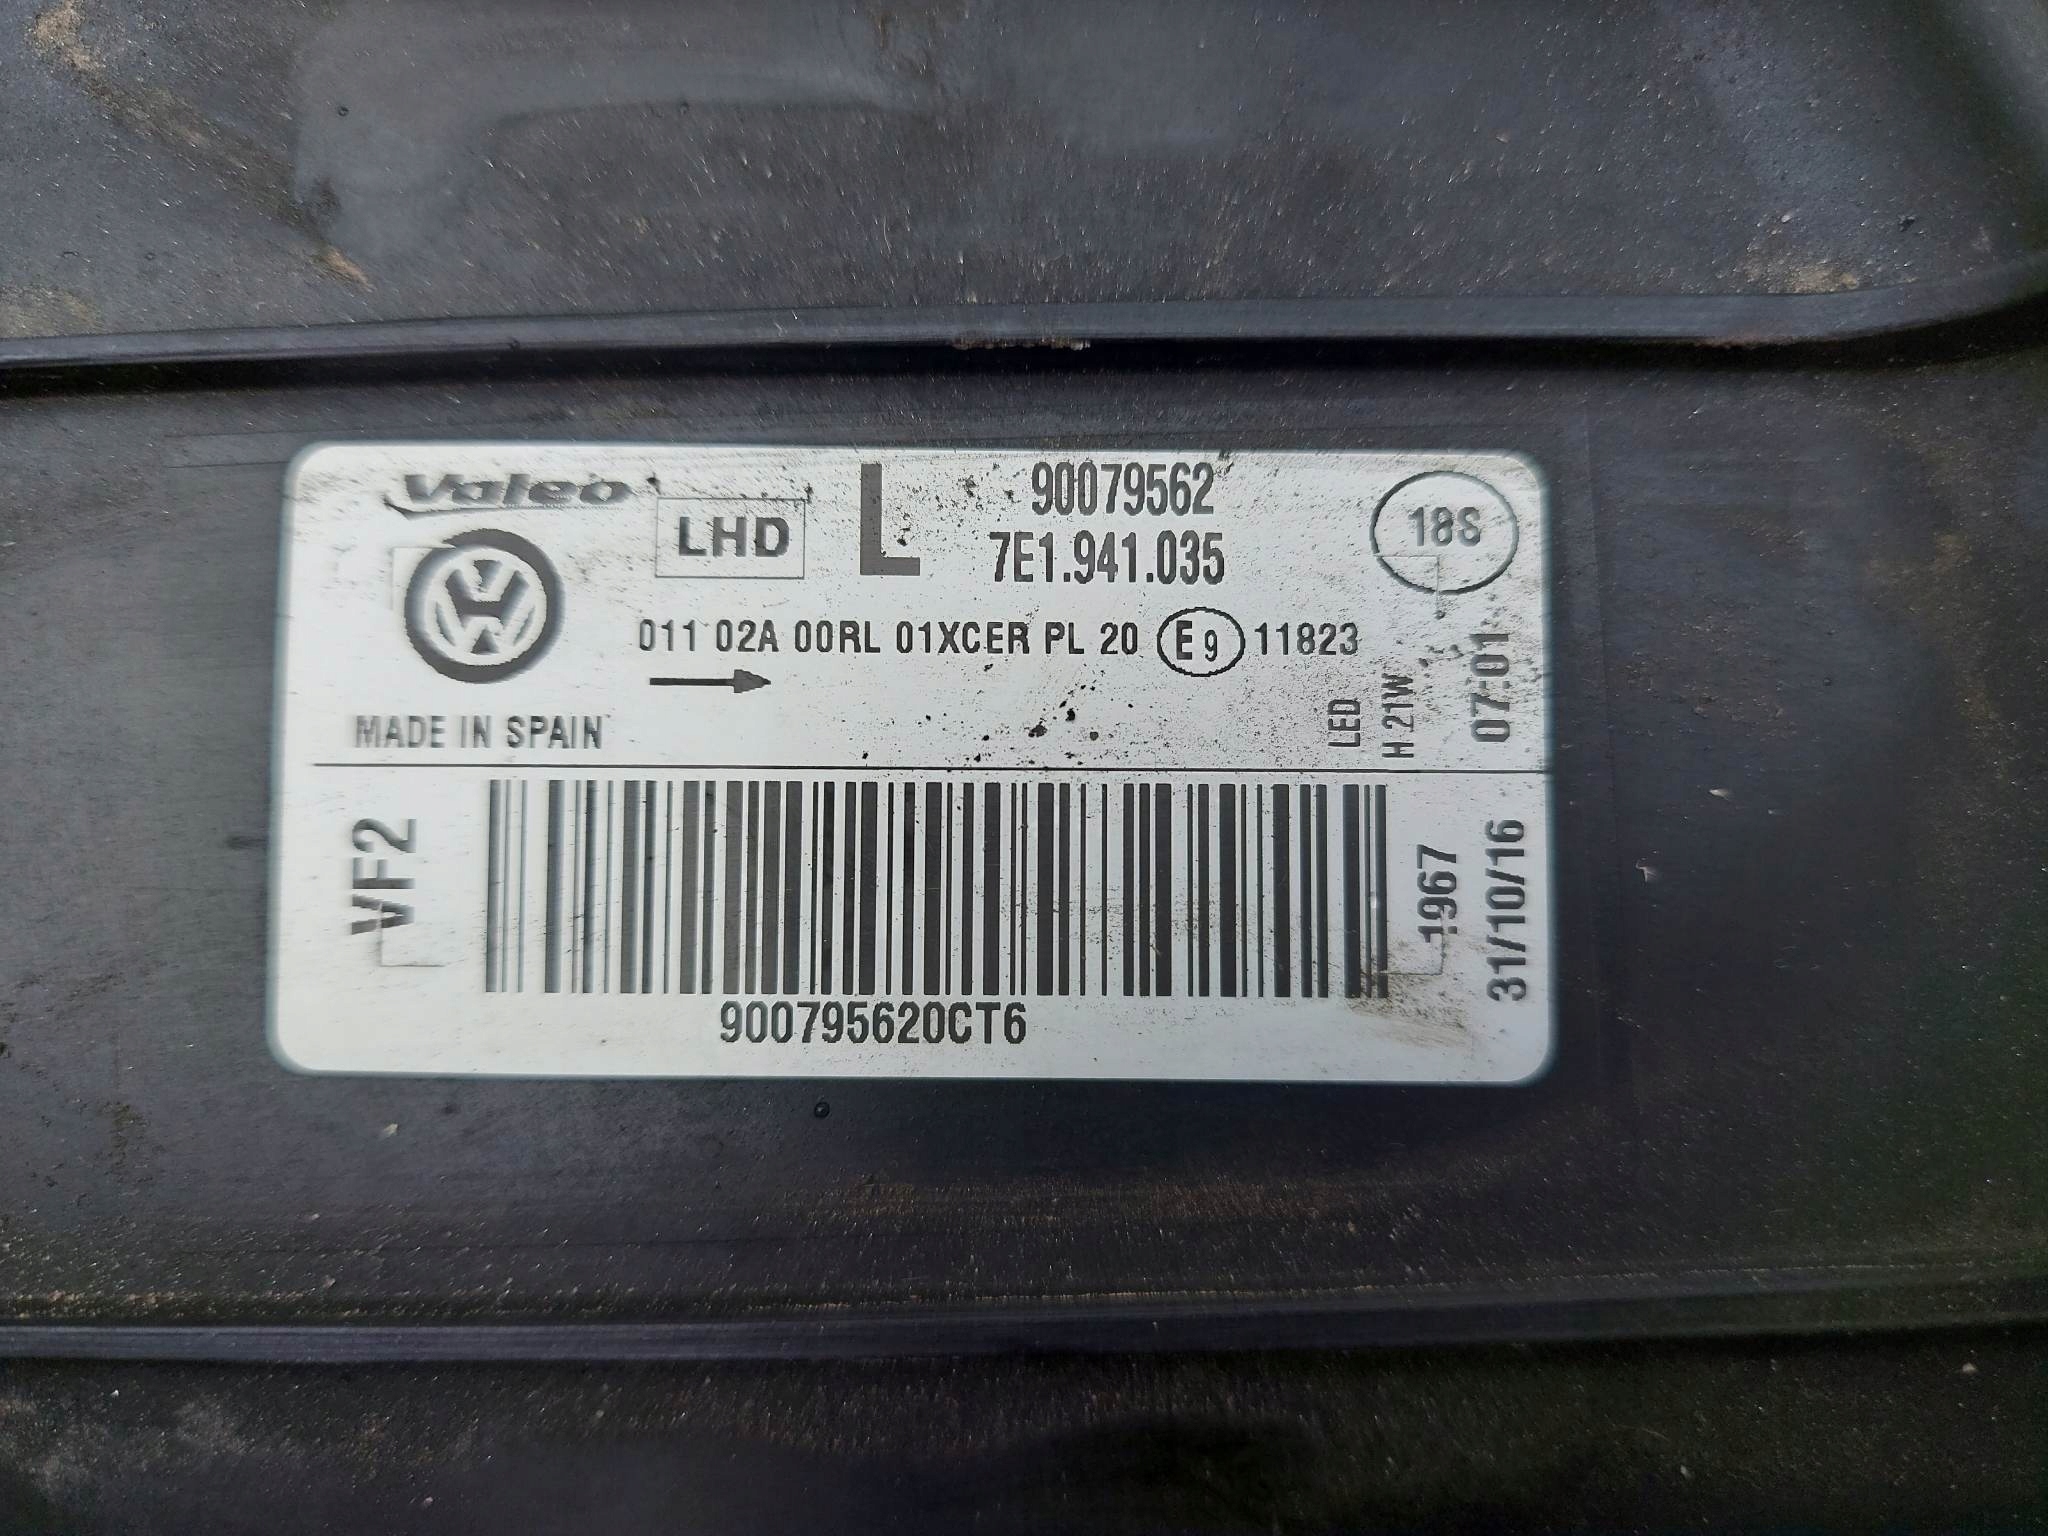 Valeo
LHD
L
90079562
7E1.941.035
18S
011 02A 00RL 01XCER PL 20 E9 11823
MADE IN SPAIN
LED
H 21W
07:01
VF2
1967
31/10/16
900795620CT6